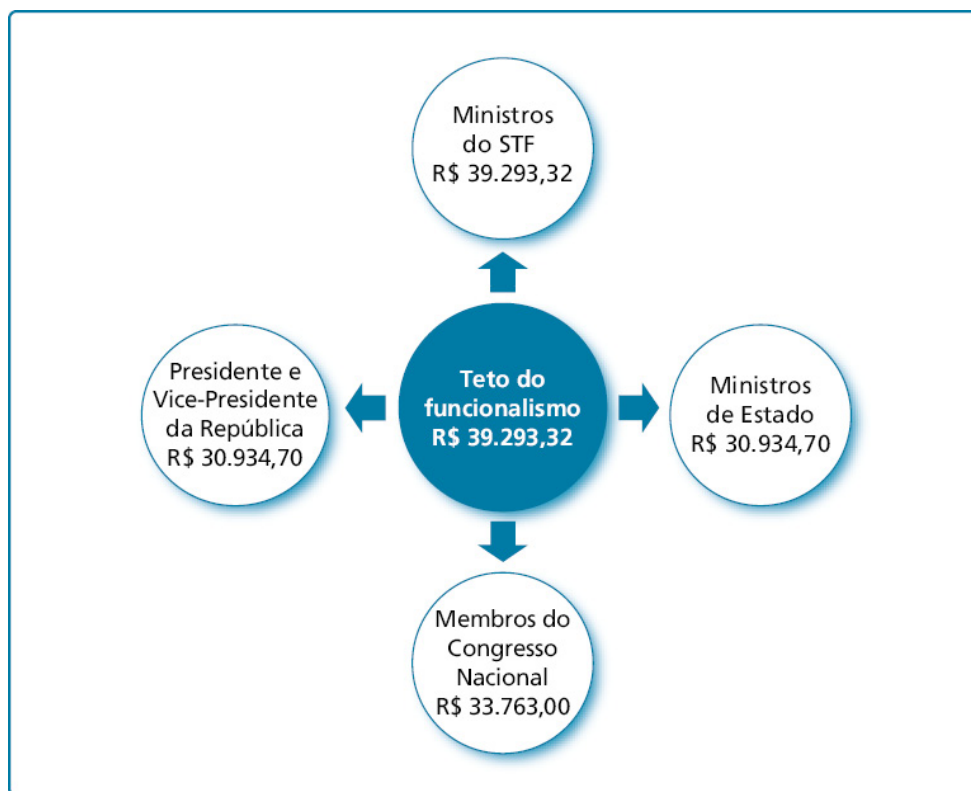 Ministros
do STF
R$ 39.293,32
Presidente e
Vice-Presidente
da República
R$ 30.934,70
Teto do
funcionalismo
R$ 39.293,32
Ministros
de Estado
R$ 30.934,70
Membros do
Congresso
Nacional
R$ 33.763,00